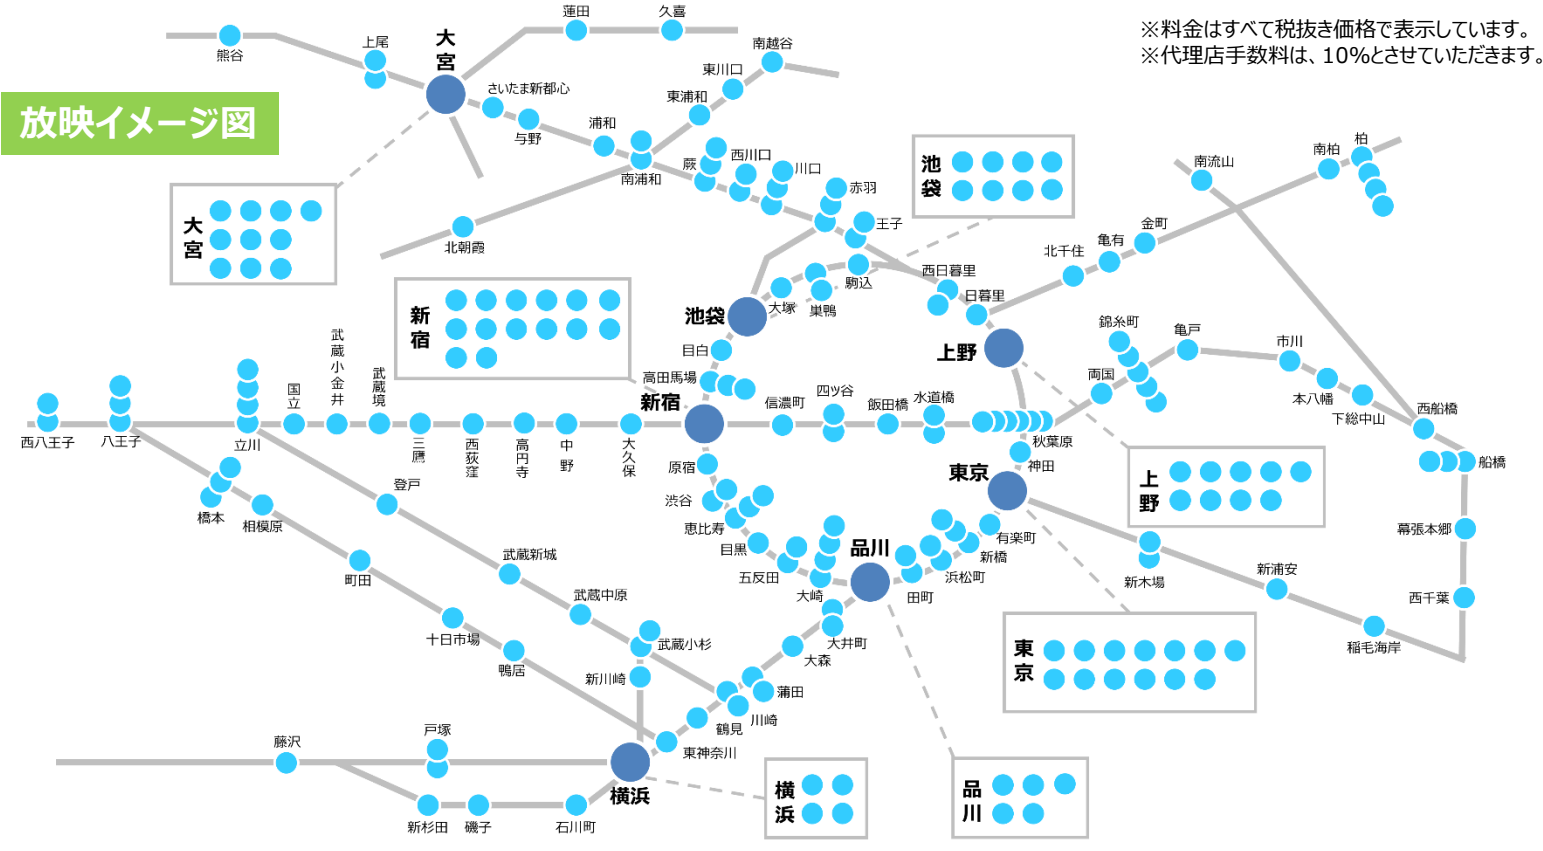 ※料金はすべて税抜き価格で表示しています。
※代理店手数料は、10%とさせていただきます。
放映イメージ図
熊谷
上尾
大宮
蓮田
久喜
さいたま新都心
与野
浦和
南浦和
東浦和
東川口
南越谷
北朝霞
蕨
西川口
川口
赤羽
王子
池袋
南流山
南柏
柏
金町
亀有
北千住
大宮
新宿
池袋
大塚
巣鴨
駒込
西日暮里
日暮里
上野
目白
高田馬場
新宿
錦糸町
亀戸
両国
市川
本八幡
下総中山
西船橋
船橋
幕張本郷
西千葉
稲毛海岸
新浦安
新木場
西八王子
八王子
立川
国立
武蔵小金井
武蔵境
三鷹
西荻窪
高円寺
中野
大久保
信濃町
四ツ谷
飯田橋
水道橋
秋葉原
神田
東京
上野
原宿
渋谷
恵比寿
目黒
五反田
大崎
品川
田町
浜松町
新橋
有楽町
橋本
相模原
町田
十日市場
鴨居
登戸
武蔵新城
武蔵中原
武蔵小杉
新川崎
大井町
大森
蒲田
川崎
鶴見
東神奈川
横浜
藤沢
戸塚
新杉田
磯子
石川町
横浜
品川
東京